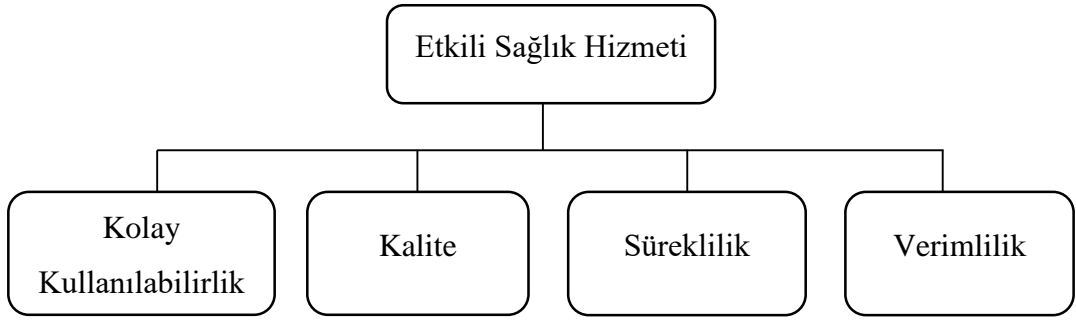 Etkili Sağlık Hizmeti
Kolay
Kullanılabilirlik
Kalite
Süreklilik
Verimlilik